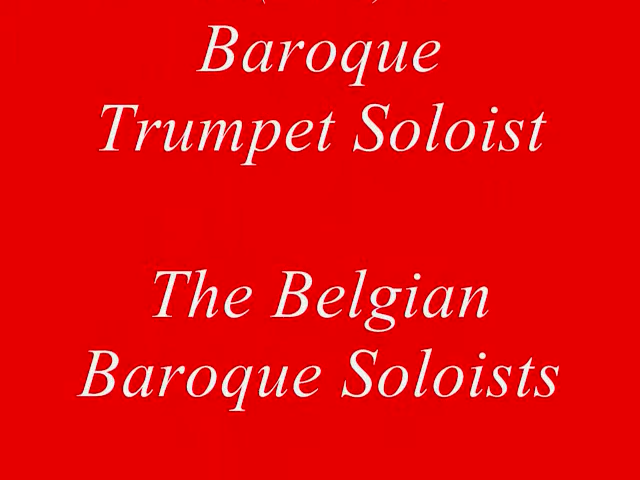 Baroque
Trumpet Soloist
The Belgian
Baroque Soloists